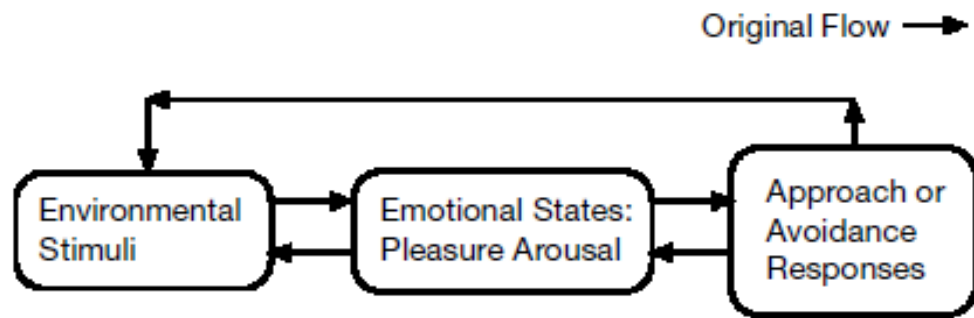 Original Flow
Environmental
Stimuli
Emotional States:
Pleasure Arousal
Approach or
Avoidance
Responses